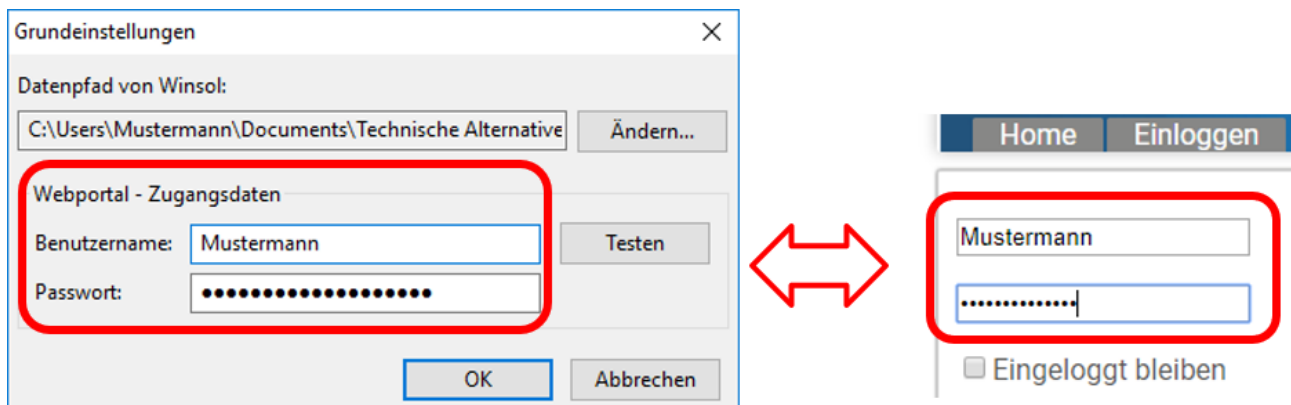 Grundeinstellungen
Datenpfad von Winsol:
C:\Users\Mustermann\Documents\Technische Alternative
Ändern...
Webportal - Zugangsdaten
Benutzername: Mustermann
Testen
Passwort: ●●●●●●●●●●●●●●●●●●●
OK Abbrechen
Home Einloggen
Mustermann
••••••••••••••
Eingeloggt bleiben